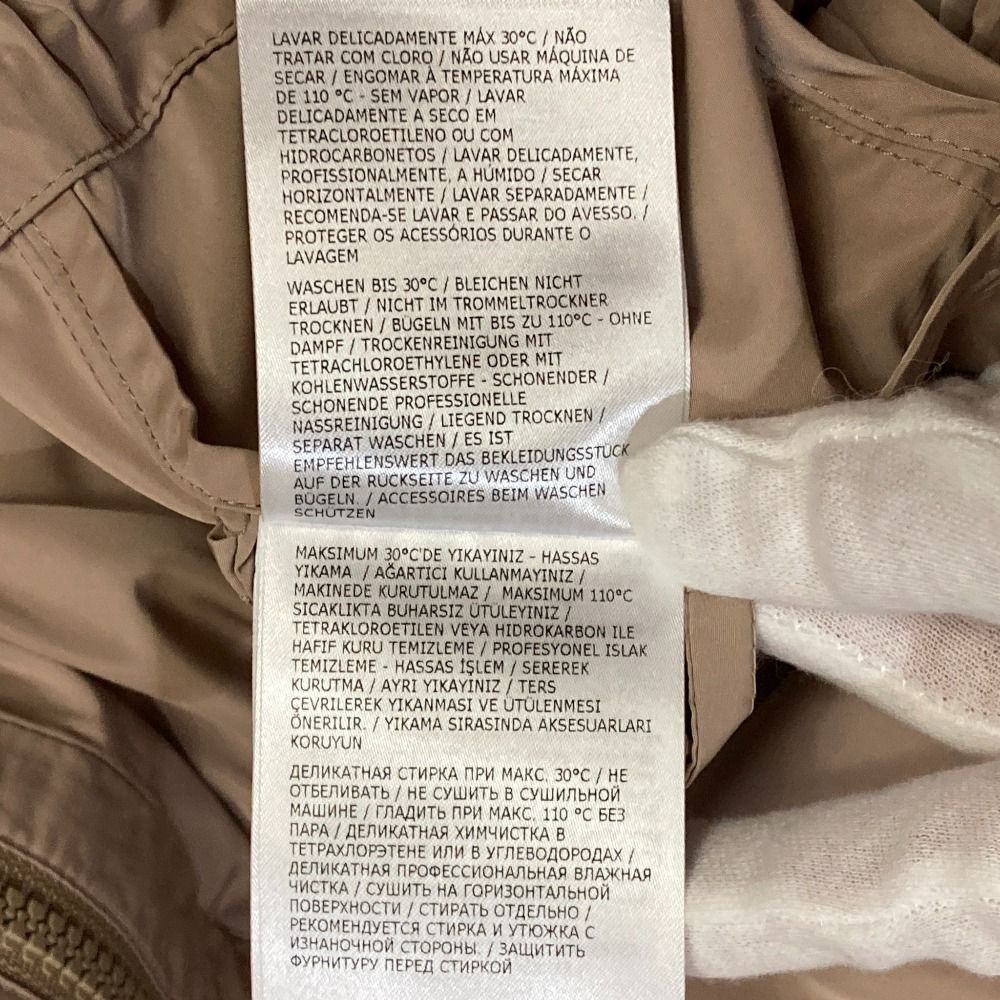 LAVAR DELICADAMENTE MÁX 30°C / NÃO
TRATAR COM CLORO / NÃO USAR MÁQUINA DE
SECAR / ENGOMAR À TEMPERATURA MÁXIMA
DE 110 °C - SEM VAPOR / LAVAR
DELICADAMENTE A SECO EM
TETRACLOROETILENO OU COM
HIDROCARBONETOS / LAVAR DELICADAMENTE,
PROFISSIONALMENTE, A HÚMIDO / SECAR
HORIZONTALMENTE / LAVAR SEPARADAMENTE /
RECOMENDA-SE LAVAR E PASSAR DO AVESSO. /
PROTEGER OS ACESSÓRIOS DURANTE O
LAVAGEM
WASCHEN BIS 30°C / BLEICHEN NICHT
ERLAUBT / NICHT IM TROMMELTROCKNER
TROCKNEN / BÜGELN MIT BIS ZU 110°C - OHNE
DAMPF / TROCKENREINIGUNG MIT
TETRACHLOROETHYLENE ODER MIT
KOHLENWASSERSTOFFE - SCHONENDER /
SCHONENDE PROFESSIONELLE
NASSREINIGUNG / LIEGEND TROCKNEN /
SEPARAT WASCHEN / ES IST
EMPFEHLENSWERT DAS BEKLEIDUNGSSTÜCK
AUF DER RÜCKSEITE ZU WASCHEN UND
BÜGELN. / ACCESSOIRES BEIM WASCHEN
SCHÜTZEN
MAKSIMUM 30°C'DE YIKAYINIZ - HASSAS
YIKAMA / AĞARTICI KULLANMAYINIZ /
MAKINEDE KURUTULMAZ / MAKSIMUM 110°C
SICAKLIKTA BUHARSIZ ÜTÜLEYINIZ /
TETRAKLOROETILEN VEYA HIDROKARBON ILE
HAFIF KURU TEMIZLEME / PROFESYONEL ISLAK
TEMIZLEME - HASSAS İŞLEM / SEREREK
KURUTMA / AYRI YIKAYINIZ / TERS
ÇEVRILEREK YIKANMASI VE ÜTÜLENMESI
ÖNERILIR. / YIKAMA SIRASINDA AKSESUARLARI
KORUYUN
ДЕЛИКАТНАЯ СТИРКА ПРИ МАКС. 30°C / НЕ
ОТБЕЛИВАТЬ / НЕ СУШИТЬ В СУШИЛЬНОЙ
МАШИНЕ / ГЛАДИТЬ ПРИ МАКС. 110 °C БЕЗ
ПАРА / ДЕЛИКАТНАЯ ХИМЧИСТКА В
ТЕТРАХЛОРЭТЕНЕ ИЛИ В УГЛЕВОДОРОДАХ /
ДЕЛИКАТНАЯ ПРОФЕССИОНАЛЬНАЯ ВЛАЖНАЯ
ЧИСТКА / СУШИТЬ НА ГОРИЗОНТАЛЬНОЙ
ПОВЕРХНОСТИ / СТИРАТЬ ОТДЕЛЬНО /
РЕКОМЕНДУЕТСЯ СТИРКА И УТЮЖКА С
ИЗНАНОЧНОЙ СТОРОНЫ. / ЗАЩИТИТЬ
ФУРНИТУРУ ПЕРЕД СТИРКОЙ